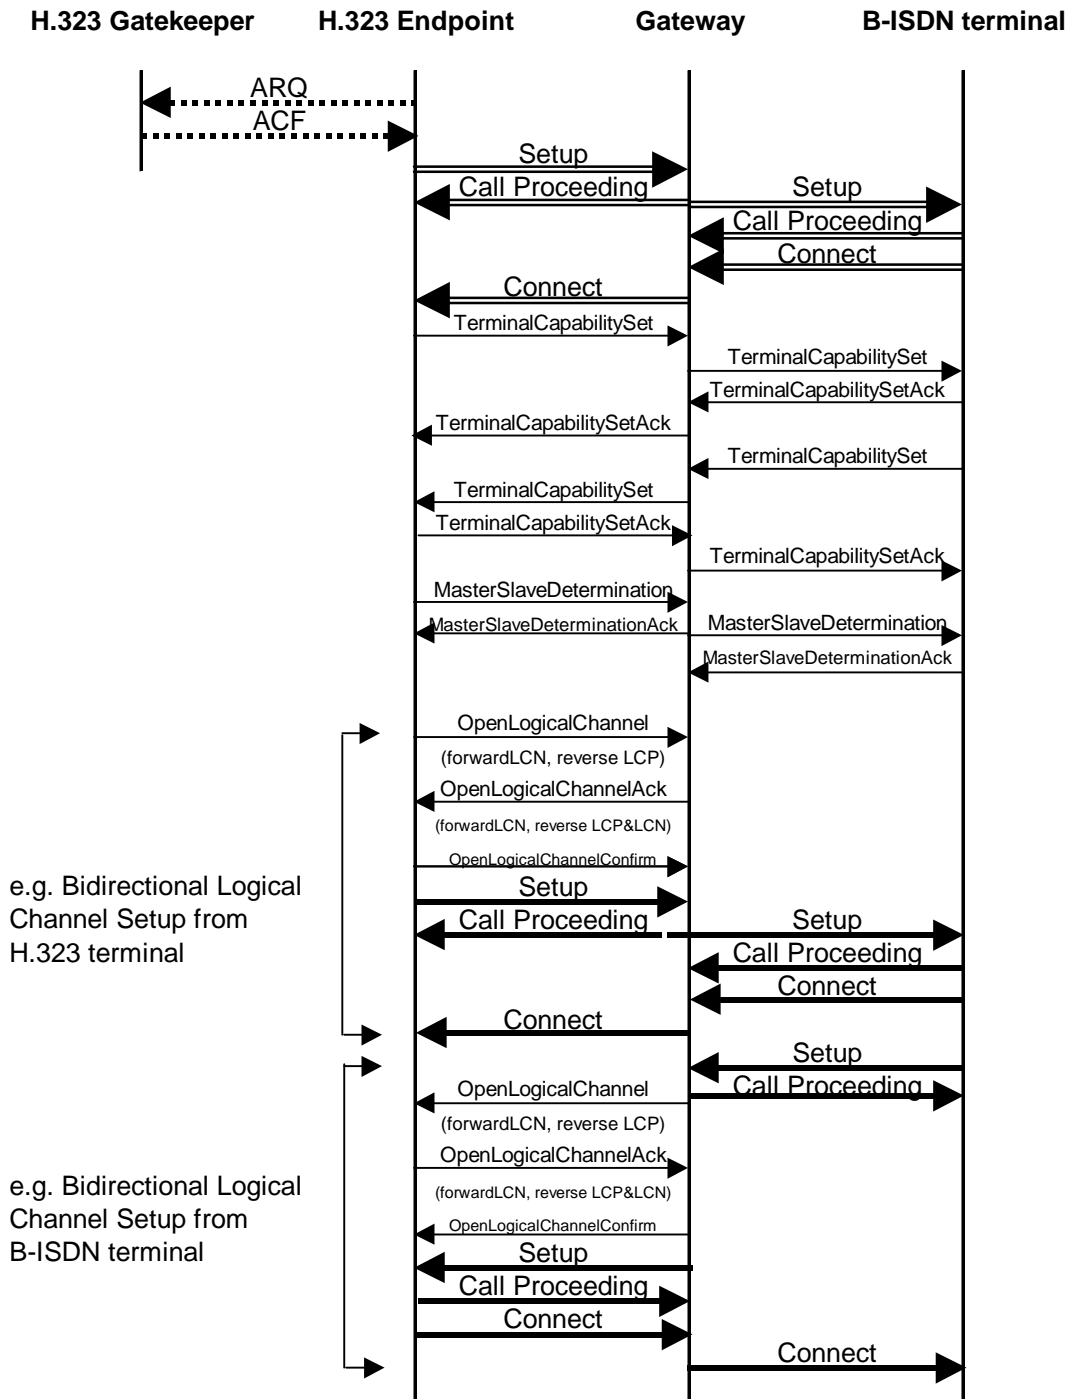 H.323 Gatekeeper H.323 Endpoint Gateway B-ISDN terminal
ARQ
ACF
Setup
Call Proceeding Setup
Call Proceeding
Connect
Connect
TerminalCapabilitySet
TerminalCapabilitySet
TerminalCapabilitySetAck
TerminalCapabilitySetAck
TerminalCapabilitySet
TerminalCapabilitySet
TerminalCapabilitySetAck
TerminalCapabilitySetAck
MasterSlaveDetermination
MasterSlaveDeterminationAck MasterSlaveDetermination
MasterSlaveDeterminationAck
OpenLogicalChannel
(forwardLCN, reverse LCP)
OpenLogicalChannelAck
(forwardLCN, reverse LCP&LCN)
OpenLogicalChannelConfirm
e.g. Bidirectional Logical
Channel Setup from
H.323 terminal
Setup
Call Proceeding Setup
Call Proceeding
Connect
Connect
Setup
Call Proceeding
OpenLogicalChannel
(forwardLCN, reverse LCP)
OpenLogicalChannelAck
(forwardLCN, reverse LCP&LCN)
OpenLogicalChannelConfirm
e.g. Bidirectional Logical
Channel Setup from
B-ISDN terminal
Setup
Call Proceeding
Connect
Connect